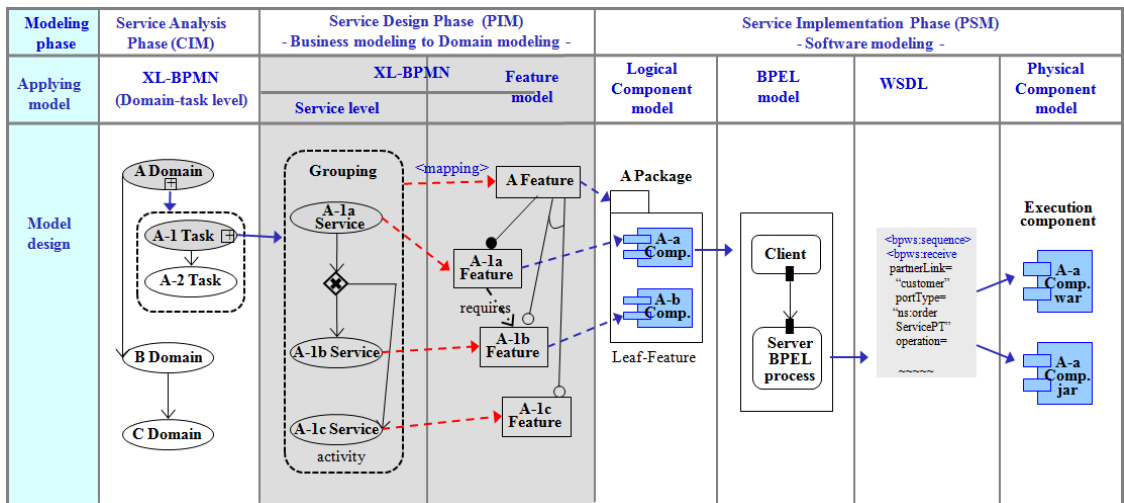 Modeling
phase
Service Analysis
Phase (CIM)
Service Design Phase (PIM)
- Business modeling to Domain modeling -
Service Implementation Phase (PSM)
- Software modeling -
Applying
model
XL-BPMN
(Domain-task level)
XL-BPMN
Service level
Feature
model
Logical
Component
model
BPEL
model
WSDL
Physical
Component
model
Model
design
A Domain
A-1 Task
A-2 Task
B Domain
C Domain
Grouping
A-1a
Service
A-1b Service
A-1c Service
activity
<mapping>
A Feature
A-1a
Feature
requires
A-1b
Feature
A-1c
Feature
A Package
A-a
Comp.
A-b
Comp.
Leaf-Feature
Client
Server
BPEL
process
<bpws:sequence>
<bpws:receive
partnerLink=
“customer”
portType=
“ns:order
ServicePT”
operation=
~~~~~
Execution
component
A-a
Comp.
war
A-a
Comp.
jar